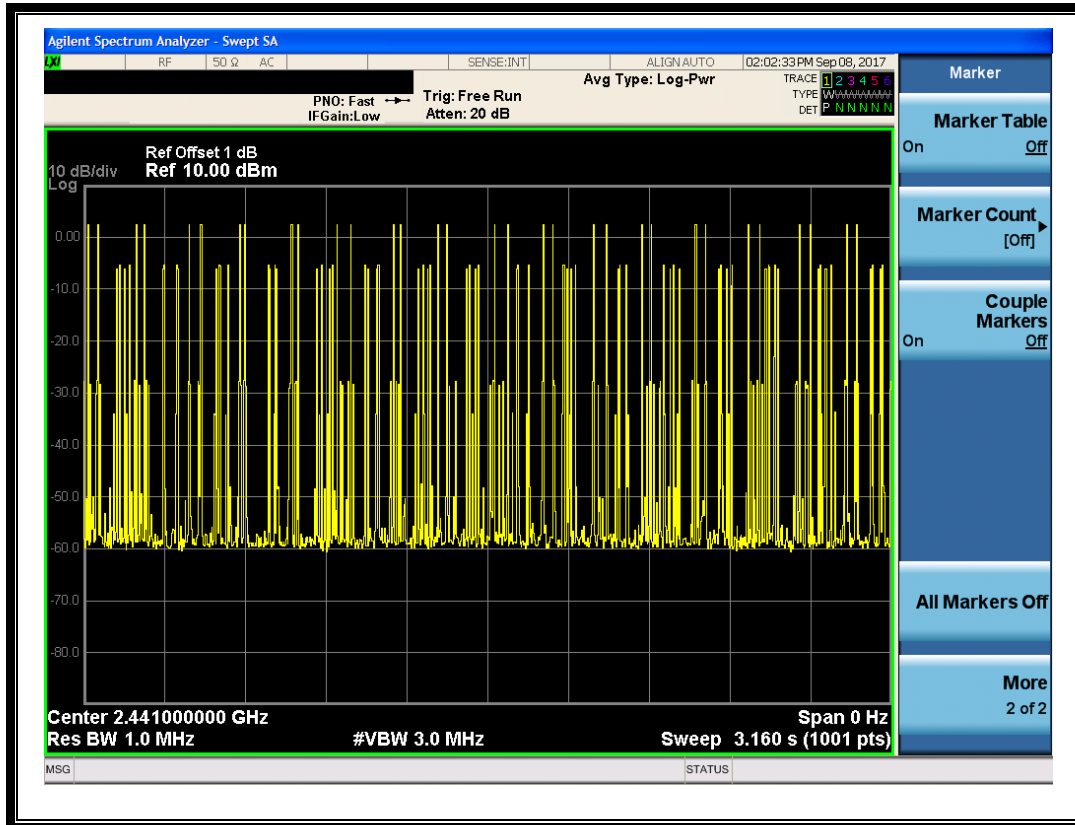 Agilent Spectrum Analyzer - Swept SA
LXI RF 50 Ω AC SENSE:INT ALIGN AUTO 02:02:33 PM Sep 08, 2017
Avg Type: Log-Pwr TRACE 1 2 3 4 5 6
PNO: Fast Trig: Free Run TYPE
IFGain:Low Atten: 20 dB DET P N N N N N
Ref Offset 1 dB
10 dB/div Ref 10.00 dBm
Log
0.00
-10.0
-20.0
-30.0
-40.0
-50.0
-60.0
-70.0
-80.0
Center 2.441000000 GHz Span 0 Hz
Res BW 1.0 MHz #VBW 3.0 MHz Sweep 3.160 s (1001 pts)
MSG STATUS
Marker
Marker Table
On Off
Marker Count
[Off]
Couple
Markers
On Off
All Markers Off
More
2 of 2